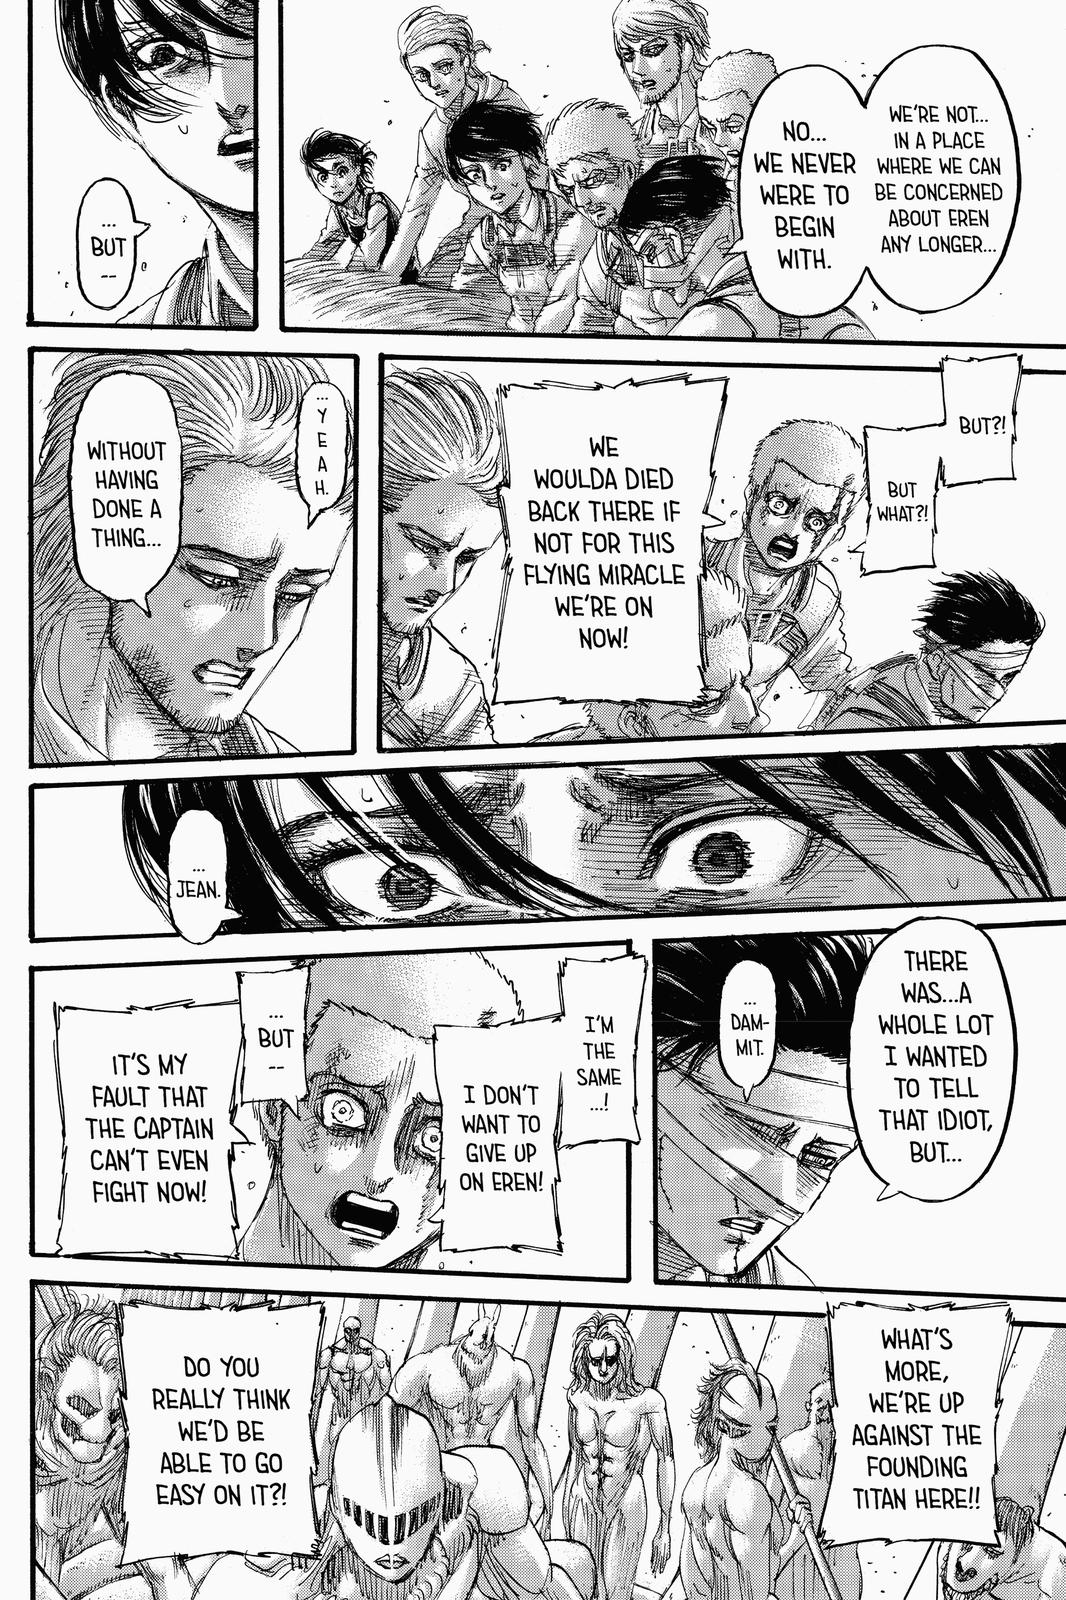 ...
BUT
--
WE'RE NOT...
IN A PLACE
WHERE WE CAN
BE CONCERNED
ABOUT EREN
ANY LONGER...
NO...
WE NEVER
WERE TO
BEGIN
WITH.
...
Y
E
A
H.
WITHOUT
HAVING
DONE A
THING...
BUT?!
BUT
WHAT?!
WE
WOULDA DIED
BACK THERE IF
NOT FOR THIS
FLYING MIRACLE
WE'RE ON
NOW!
...
JEAN.
I'M
THE
SAME
...!
I DON'T
WANT TO
GIVE UP
ON EREN!
...
BUT
--
IT'S MY
FAULT THAT
THE CAPTAIN
CAN'T EVEN
FIGHT NOW!
THERE
WAS...A
WHOLE LOT
I WANTED
TO TELL
THAT IDIOT,
BUT...
...
DAM-
MIT.
WHAT'S
MORE,
WE'RE UP
AGAINST THE
FOUNDING
TITAN HERE!!
DO YOU
REALLY THINK
WE'D BE
ABLE TO GO
EASY ON IT?!